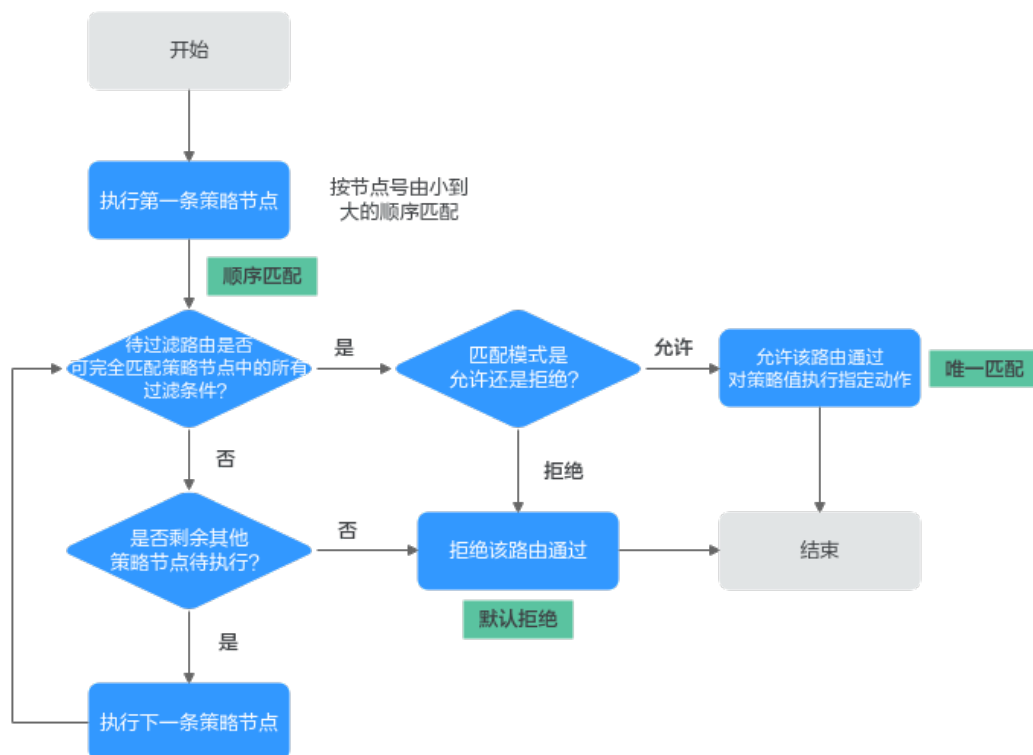 开始
执行第一条策略节点
按节点号由小到
大的顺序匹配
顺序匹配
待过滤路由是否
可完全匹配策略节点中的所有
过滤条件?
是
匹配模式是
允许还是拒绝?
允许
允许该路由通过
对策略值执行指定动作
唯一匹配
否
拒绝
是否剩余其他
策略节点待执行?
否
拒绝该路由通过
结束
默认拒绝
是
执行下一条策略节点